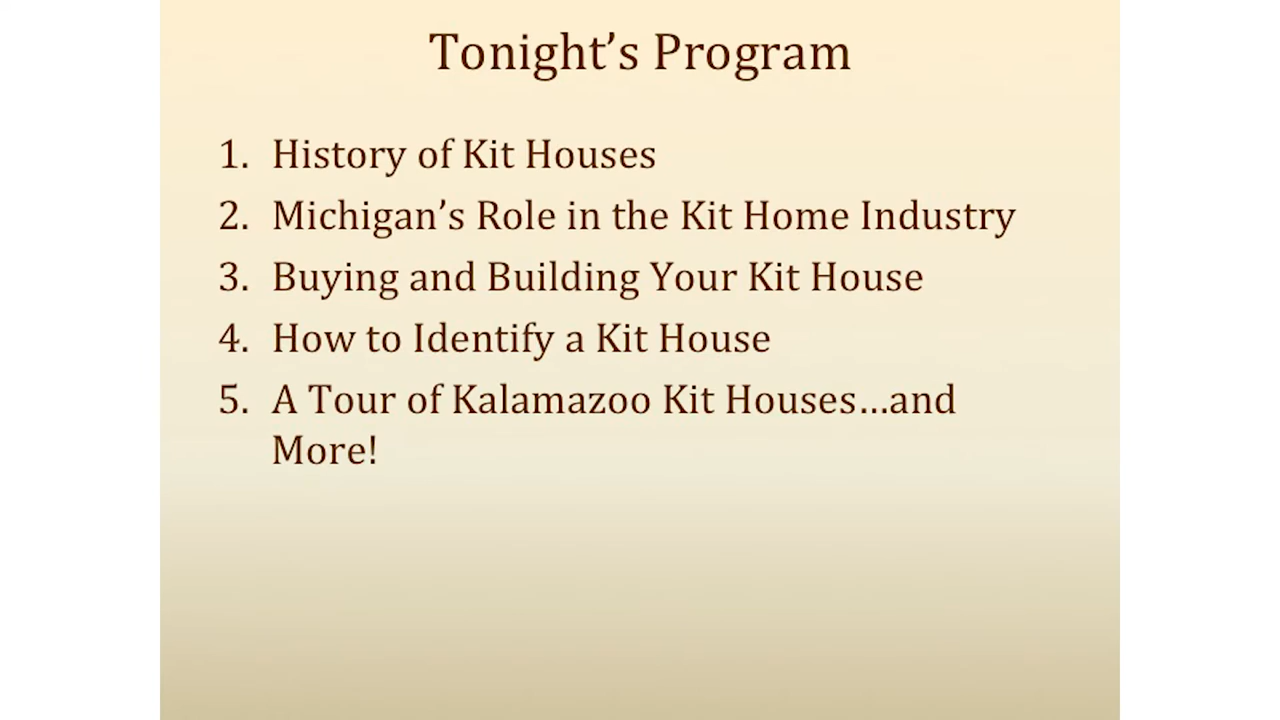 Tonight’s Program
1. History of Kit Houses
2. Michigan’s Role in the Kit Home Industry
3. Buying and Building Your Kit House
4. How to Identify a Kit House
5. A Tour of Kalamazoo Kit Houses…and
More!